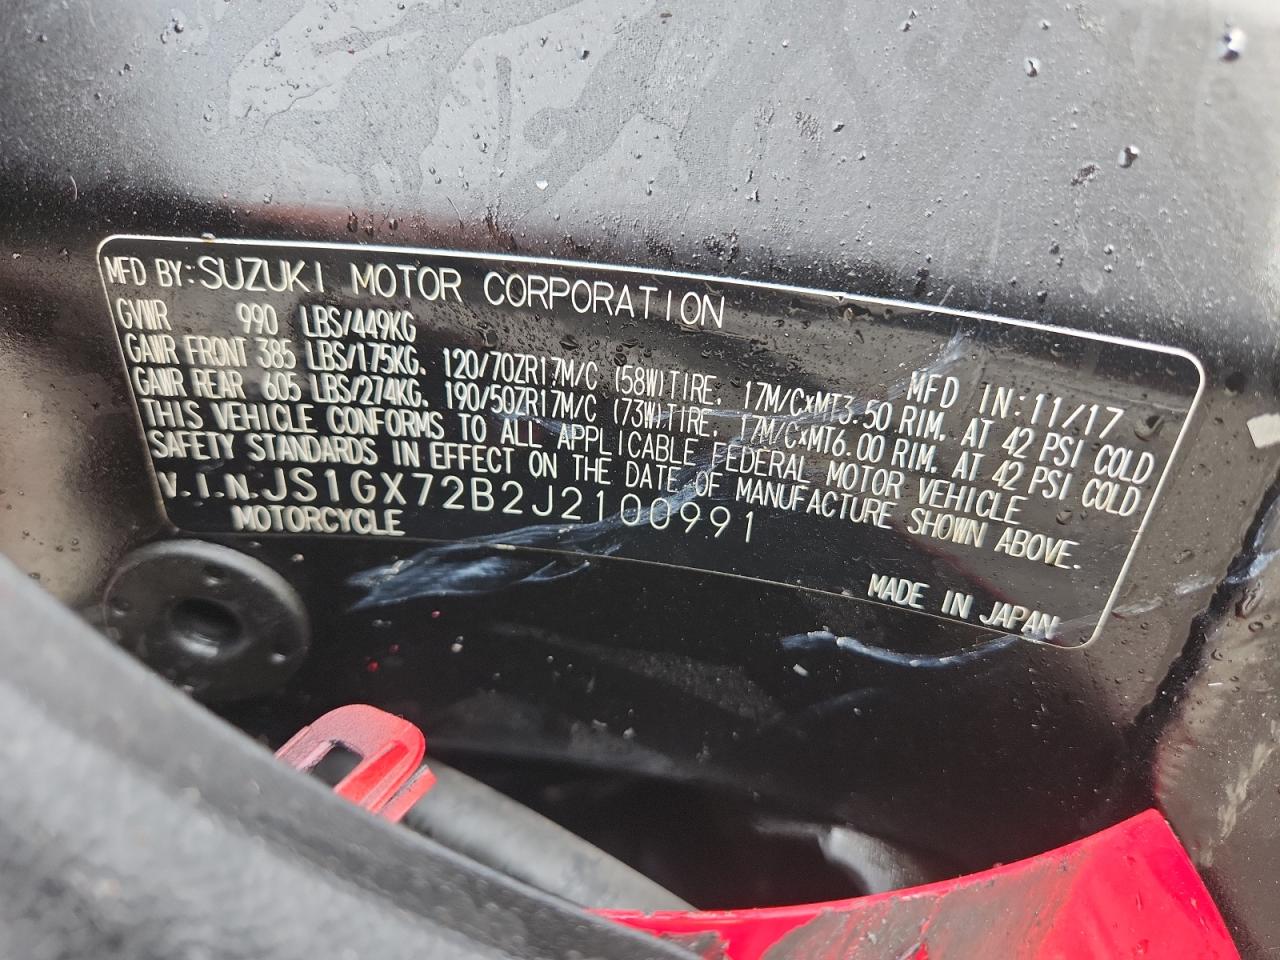 MFD BY: SUZUKI MOTOR CORPORATION
MFD IN: 11/17
GVWR 990 LBS/449KG
GAWR FRONT 385 LBS/175KG. 120/70ZR17M/C (58W)TIRE. 17M/CxMT3.50 RIM. AT 42 PSI COLD
GAWR REAR 605 LBS/274KG. 190/50ZR17M/C (73W)TIRE. 17M/CxMT6.00 RIM. AT 42 PSI COLD
THIS VEHICLE CONFORMS TO ALL APPLICABLE FEDERAL MOTOR VEHICLE
SAFETY STANDARDS IN EFFECT ON THE DATE OF MANUFACTURE SHOWN ABOVE.
V.I.N. JS1GX72B2J2100991
MOTORCYCLE
MADE IN JAPAN